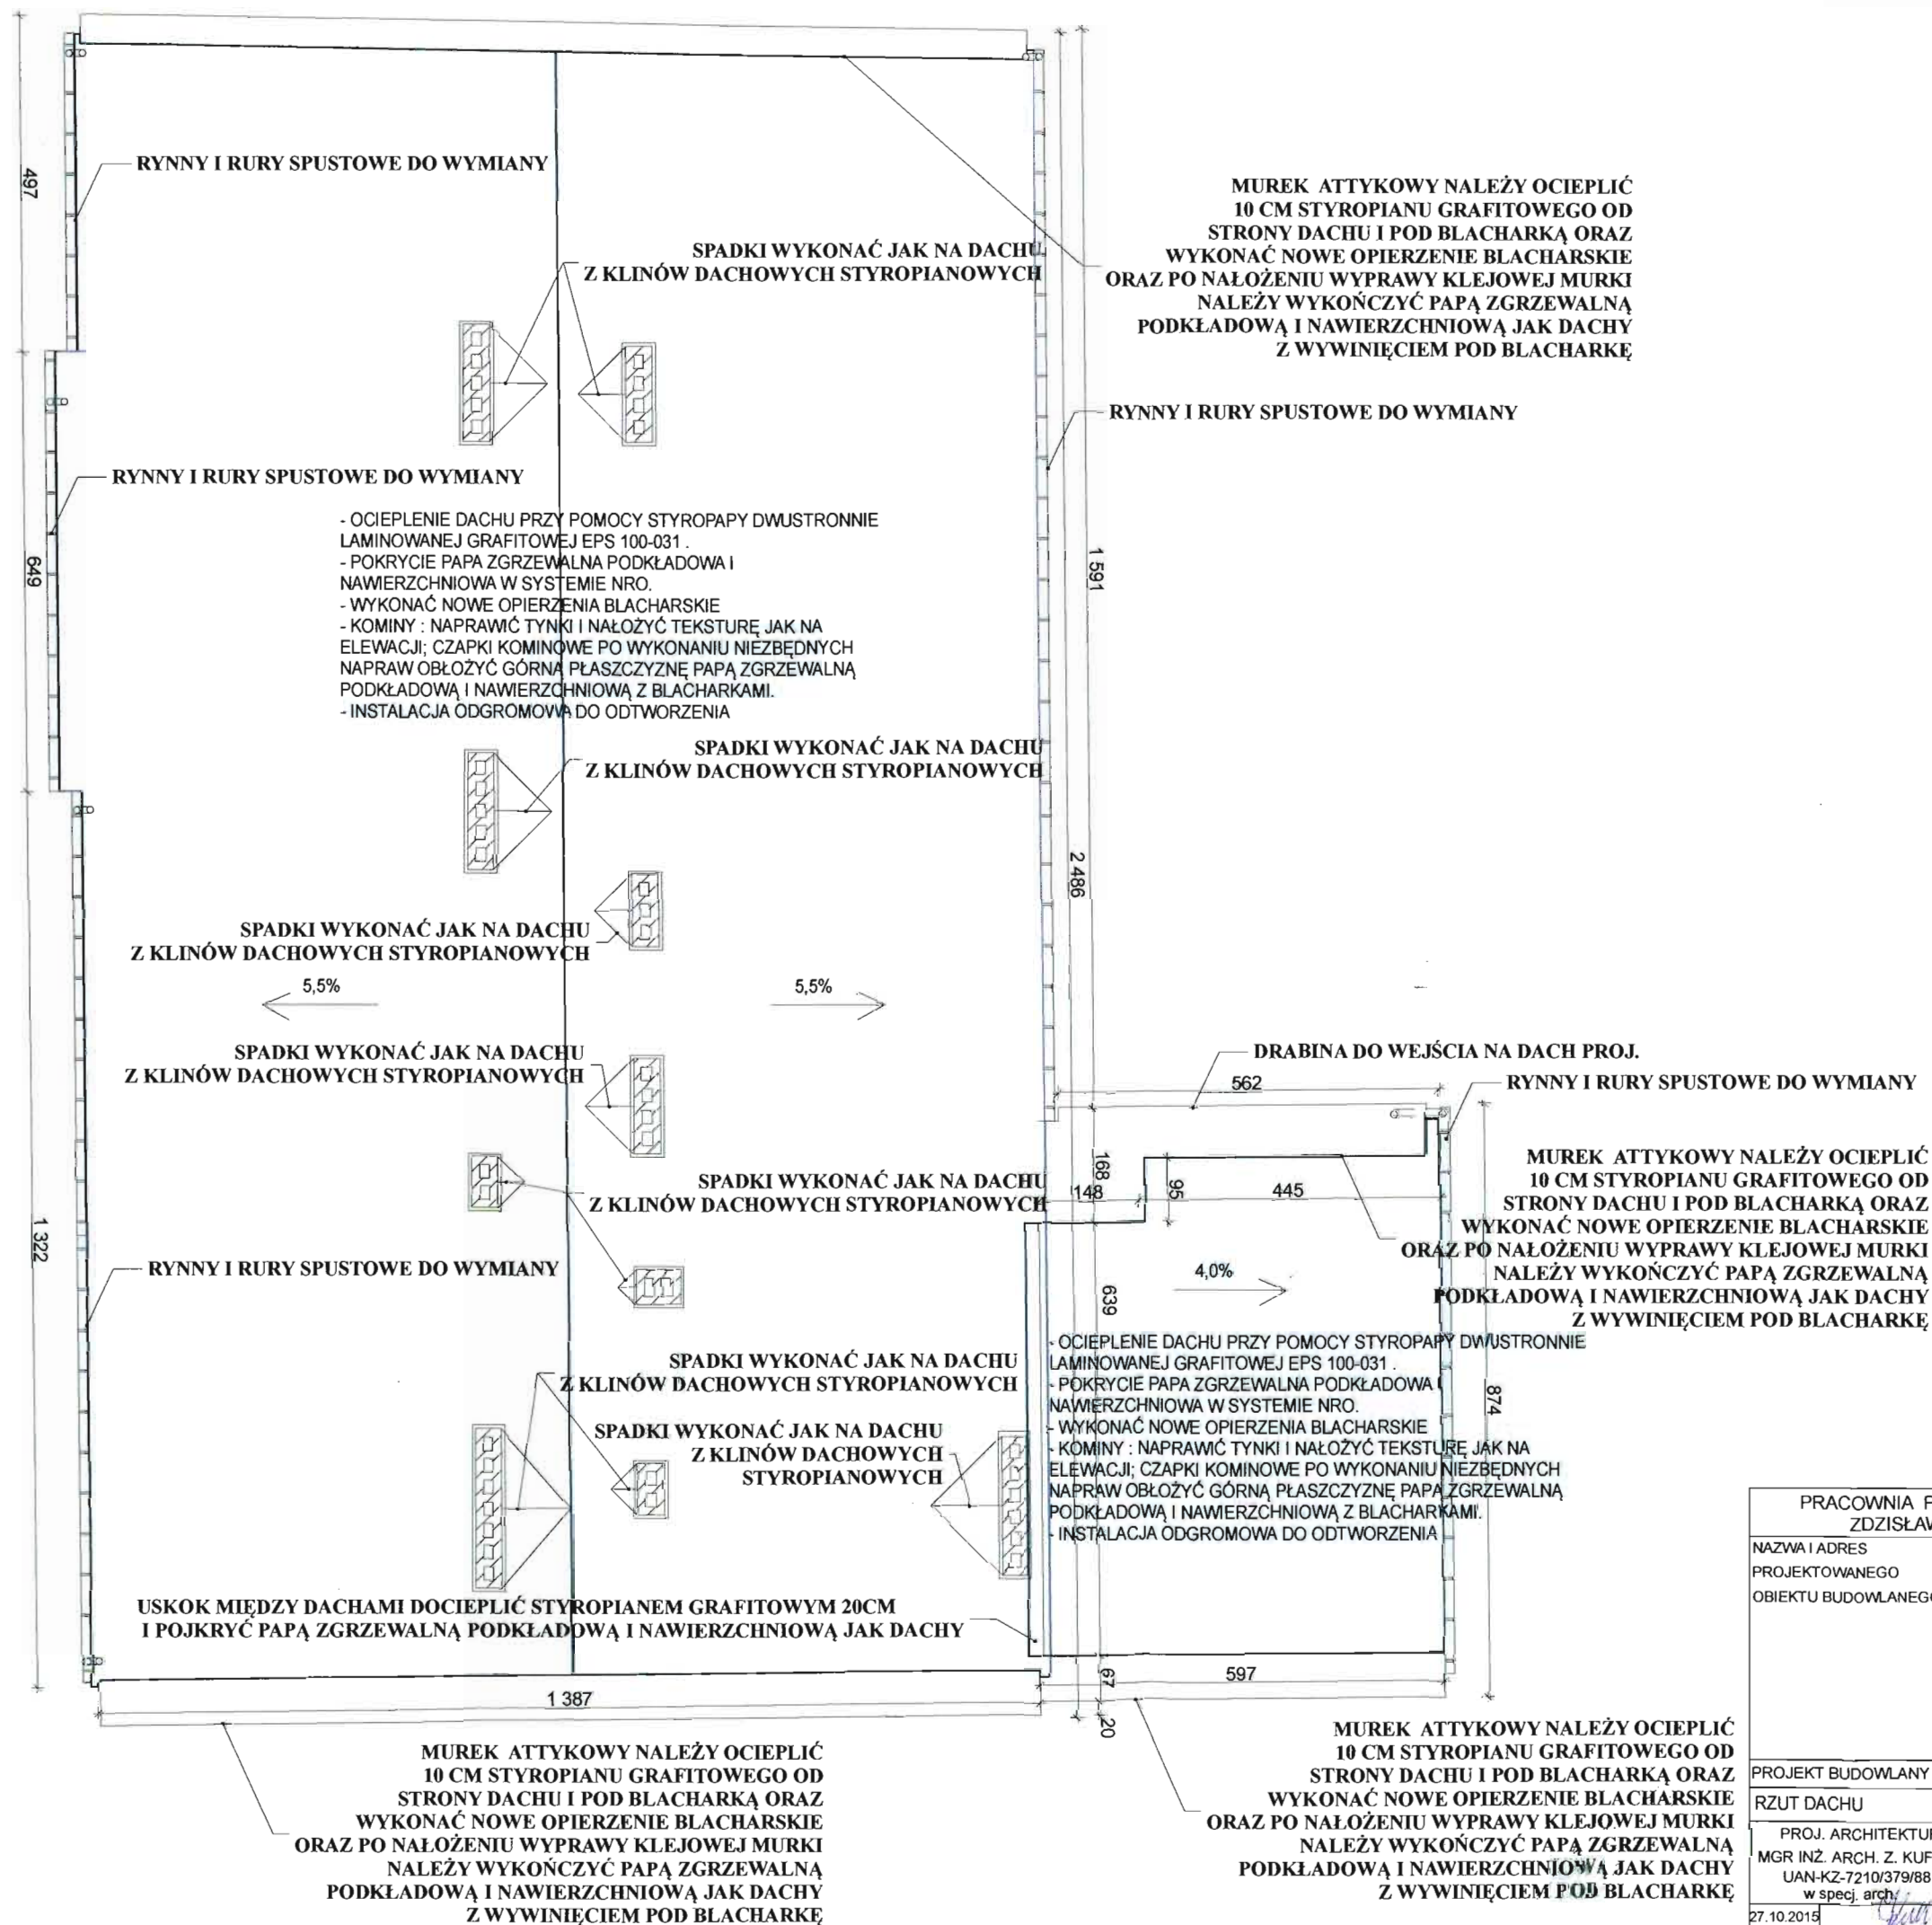 497
RYNNY I RURY SPUSTOWE DO WYMIANY
MUREK ATTYKOWY NALEŻY OCIEPLIĆ
10 CM STYROPIANU GRAFITOWEGO OD
STRONY DACHU I POD BLACHARKĄ ORAZ
WYKONAĆ NOWE OPIERZENIE BLACHARSKIE
ORAZ PO NAŁOŻENIU WYPRAWY KLEJOWEJ MURKI
NALEŻY WYKOŃCZYĆ PAPĄ ZGRZEWALNĄ
PODKŁADOWĄ I NAWIERZCHNIOWĄ JAK DACHY
Z WYWINIĘCIEM POD BLACHARKĘ
SPADKI WYKONAĆ JAK NA DACHU
Z KLINÓW DACHOWYCH STYROPIANOWYCH
RYNNY I RURY SPUSTOWE DO WYMIANY
RYNNY I RURY SPUSTOWE DO WYMIANY
649
1 591
2 486
- OCIEPLENIE DACHU PRZY POMOCY STYROPAPY DWUSTRONNIE
LAMINOWANEJ GRAFITOWEJ EPS 100-031 .
- POKRYCIE PAPA ZGRZEWALNA PODKŁADOWA I
NAWIERZCHNIOWA W SYSTEMIE NRO.
- WYKONAĆ NOWE OPIERZENIA BLACHARSKIE
- KOMINY : NAPRAWIĆ TYNKI I NAŁOŻYĆ TEKSTURĘ JAK NA
ELEWACJI; CZAPKI KOMINOWE PO WYKONANIU NIEZBĘDNYCH
NAPRAW OBŁOŻYĆ GÓRNĄ PŁASZCZYZNĘ PAPĄ ZGRZEWALNĄ
PODKŁADOWĄ I NAWIERZCHNIOWĄ Z BLACHARKAMI.
- INSTALACJA ODGROMOWA DO ODTWORZENIA
SPADKI WYKONAĆ JAK NA DACHU
Z KLINÓW DACHOWYCH STYROPIANOWYCH
SPADKI WYKONAĆ JAK NA DACHU
Z KLINÓW DACHOWYCH STYROPIANOWYCH
5,5%
5,5%
SPADKI WYKONAĆ JAK NA DACHU
Z KLINÓW DACHOWYCH STYROPIANOWYCH
DRABINA DO WEJŚCIA NA DACH PROJ.
562
RYNNY I RURY SPUSTOWE DO WYMIANY
MUREK ATTYKOWY NALEŻY OCIEPLIĆ
10 CM STYROPIANU GRAFITOWEGO OD
STRONY DACHU I POD BLACHARKĄ ORAZ
WYKONAĆ NOWE OPIERZENIE BLACHARSKIE
ORAZ PO NAŁOŻENIU WYPRAWY KLEJOWEJ MURKI
NALEŻY WYKOŃCZYĆ PAPĄ ZGRZEWALNĄ
PODKŁADOWĄ I NAWIERZCHNIOWĄ JAK DACHY
Z WYWINIĘCIEM POD BLACHARKĘ
SPADKI WYKONAĆ JAK NA DACHU
Z KLINÓW DACHOWYCH STYROPIANOWYCH
168
148
95
445
1 322
RYNNY I RURY SPUSTOWE DO WYMIANY
4,0%
639
874
- OCIEPLENIE DACHU PRZY POMOCY STYROPAPY DWUSTRONNIE
LAMINOWANEJ GRAFITOWEJ EPS 100-031 .
- POKRYCIE PAPA ZGRZEWALNA PODKŁADOWA I
NAWIERZCHNIOWA W SYSTEMIE NRO.
- WYKONAĆ NOWE OPIERZENIA BLACHARSKIE
- KOMINY : NAPRAWIĆ TYNKI I NAŁOŻYĆ TEKSTURĘ JAK NA
ELEWACJI; CZAPKI KOMINOWE PO WYKONANIU NIEZBĘDNYCH
NAPRAW OBŁOŻYĆ GÓRNĄ PŁASZCZYZNĘ PAPĄ ZGRZEWALNĄ
PODKŁADOWĄ I NAWIERZCHNIOWĄ Z BLACHARKAMI.
- INSTALACJA ODGROMOWA DO ODTWORZENIA
SPADKI WYKONAĆ JAK NA DACHU
Z KLINÓW DACHOWYCH STYROPIANOWYCH
SPADKI WYKONAĆ JAK NA DACHU
Z KLINÓW DACHOWYCH
STYROPIANOWYCH
USKOK MIĘDZY DACHAMI DOCIEPLIĆ STYROPIANEM GRAFITOWYM 20CM
I POJKRYĆ PAPĄ ZGRZEWALNĄ PODKŁADOWĄ I NAWIERZCHNIOWĄ JAK DACHY
1 387
597
67
20
MUREK ATTYKOWY NALEŻY OCIEPLIĆ
10 CM STYROPIANU GRAFITOWEGO OD
STRONY DACHU I POD BLACHARKĄ ORAZ
WYKONAĆ NOWE OPIERZENIE BLACHARSKIE
ORAZ PO NAŁOŻENIU WYPRAWY KLEJOWEJ MURKI
NALEŻY WYKOŃCZYĆ PAPĄ ZGRZEWALNĄ
PODKŁADOWĄ I NAWIERZCHNIOWĄ JAK DACHY
Z WYWINIĘCIEM POD BLACHARKĘ
MUREK ATTYKOWY NALEŻY OCIEPLIĆ
10 CM STYROPIANU GRAFITOWEGO OD
STRONY DACHU I POD BLACHARKĄ ORAZ
WYKONAĆ NOWE OPIERZENIE BLACHARSKIE
ORAZ PO NAŁOŻENIU WYPRAWY KLEJOWEJ MURKI
NALEŻY WYKOŃCZYĆ PAPĄ ZGRZEWALNĄ
PODKŁADOWĄ I NAWIERZCHNIOWĄ JAK DACHY
Z WYWINIĘCIEM POD BLACHARKĘ
PRACOWNIA
ZDZISŁAW
NAZWA I ADRES
PROJEKTOWANEGO
OBIEKTU BUDOWLANEGO
PROJEKT BUDOWLANY
RZUT DACHU
PROJ. ARCHITEKTU
MGR INŻ. ARCH. Z. KUF
UAN-KZ-7210/379/88
w specj. arch.
27.10.2015